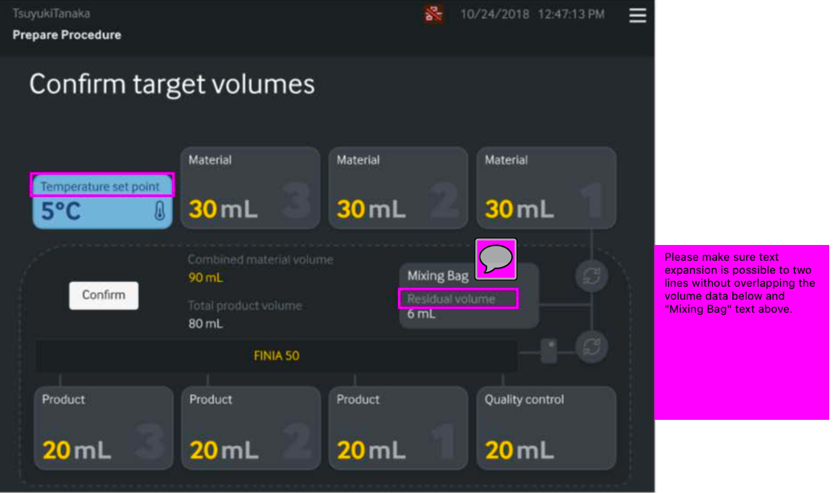 TsuyukiTanaka
10/24/2018 12:47:13 PM
Prepare Procedure
Confirm target volumes
Temperature set point
5°C
Material
30 mL
3
Material
30 mL
2
Material
30 mL
1
Combined material volume
90 mL
Total product volume
80 mL
Confirm
Mixing Bag
Residual volume
6 mL
FINIA 50
Product
20 mL
3
Product
20 mL
2
Product
20 mL
1
Quality control
20 mL
Please make sure text
expansion is possible to two
lines without overlapping the
volume data below and
"Mixing Bag" text above.